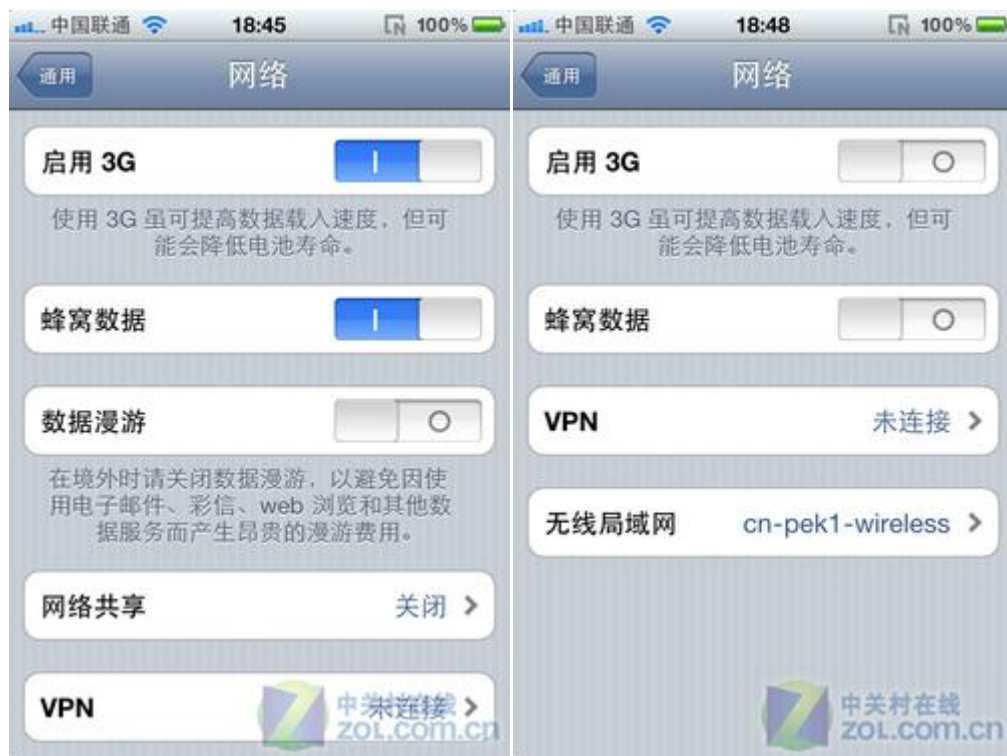 中国联通 18:45 100%
通用 网络
启用 3G
使用 3G 虽可提高数据载入速度，但可
能会降低电池寿命。
蜂窝数据
数据漫游
在境外时请关闭数据漫游，以避免因使
用电子邮件、彩信、web 浏览和其他数
据服务而产生昂贵的漫游费用。
网络共享 关闭
VPN 未连接
中关村在线
ZOL.COM.CN
中国联通 18:48 100%
通用 网络
启用 3G
使用 3G 虽可提高数据载入速度，但可
能会降低电池寿命。
蜂窝数据
VPN 未连接
无线局域网 cn-pek1-wireless
中关村在线
ZOL.COM.CN